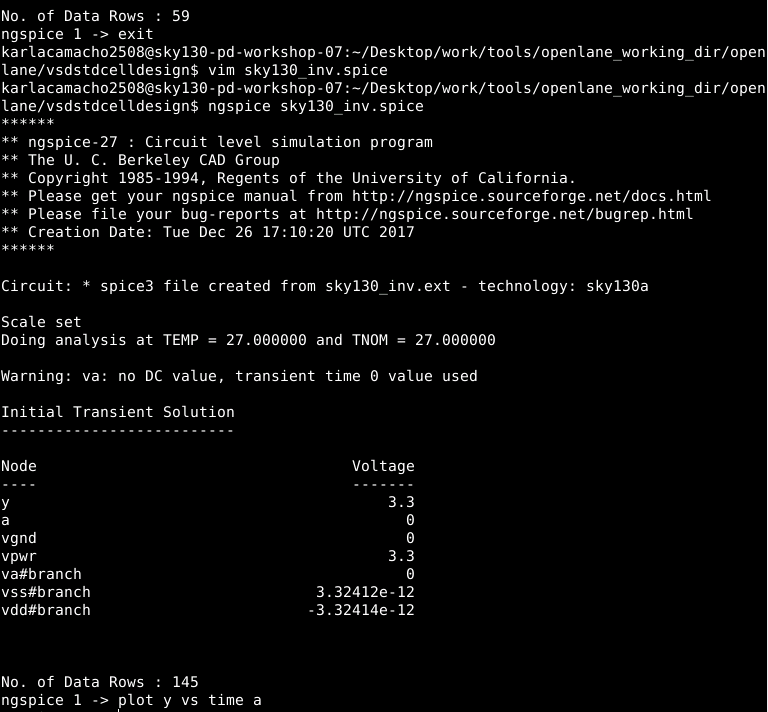 No. of Data Rows : 59
ngspice 1 -> exit
karlacamacho2508@sky130-pd-workshop-07:~/Desktop/work/tools/openlane_working_dir/open
lane/vsdstdcelldesign$ vim sky130_inv.spice
karlacamacho2508@sky130-pd-workshop-07:~/Desktop/work/tools/openlane_working_dir/open
lane/vsdstdcelldesign$ ngspice sky130_inv.spice
******
** ngspice-27 : Circuit level simulation program
** The U. C. Berkeley CAD Group
** Copyright 1985-1994, Regents of the University of California.
** Please get your ngspice manual from http://ngspice.sourceforge.net/docs.html
** Please file your bug-reports at http://ngspice.sourceforge.net/bugrep.html
** Creation Date: Tue Dec 26 17:10:20 UTC 2017
******
Circuit: * spice3 file created from sky130_inv.ext - technology: sky130a
Scale set
Doing analysis at TEMP = 27.000000 and TNOM = 27.000000
Warning: va: no DC value, transient time 0 value used
Initial Transient Solution
--------------------------
Node                                   Voltage
----                                   -------
y                                          3.3
a                                            0
vgnd                                         0
vpwr                                       3.3
va#branch                                    0
vss#branch                         3.32412e-12
vdd#branch                        -3.32414e-12
No. of Data Rows : 145
ngspice 1 -> plot y vs time a